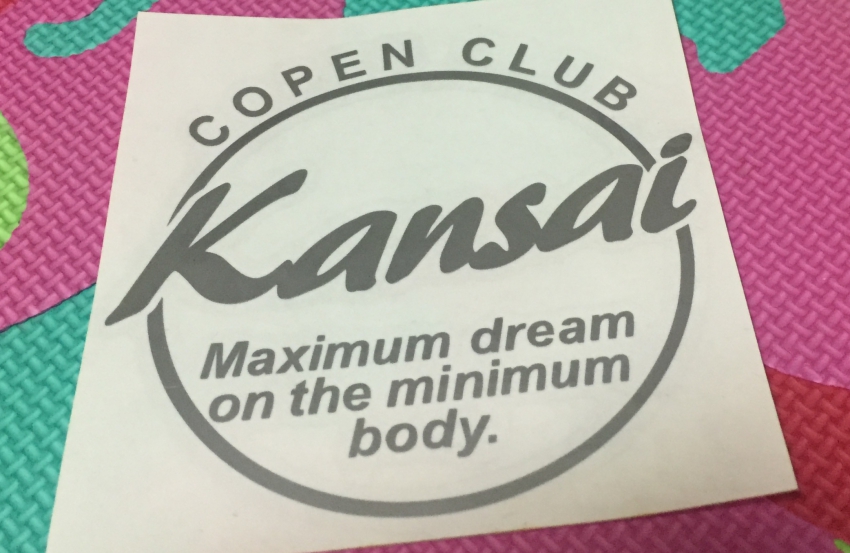 COPEN CLUB
Kansai
Maximum dream
on the minimum
body.